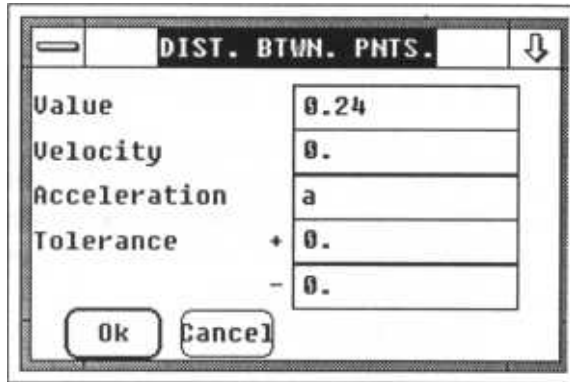 DIST. BTWN. PNTS.
Value 0.24
Velocity 0.
Acceleration a
Tolerance + 0.
- 0.
Ok Cancel